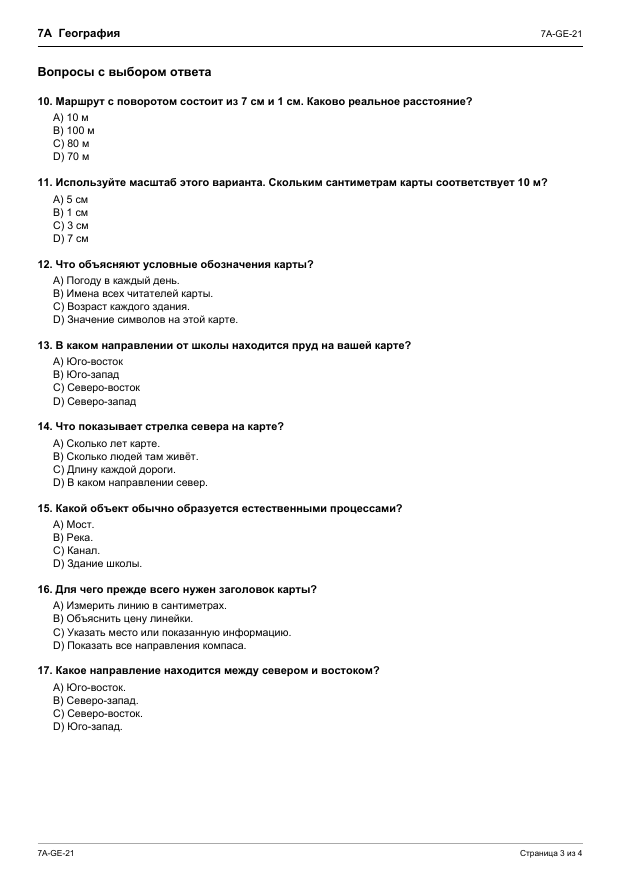 7A География
7A-GE-21
Вопросы с выбором ответа
10. Маршрут с поворотом состоит из 7 см и 1 см. Каково реальное расстояние?
A) 10 м
B) 100 м
C) 80 м
D) 70 м
11. Используйте масштаб этого варианта. Скольким сантиметрам карты соответствует 10 м?
A) 5 см
B) 1 см
C) 3 см
D) 7 см
12. Что объясняют условные обозначения карты?
A) Погоду в каждый день.
B) Имена всех читателей карты.
C) Возраст каждого здания.
D) Значение символов на этой карте.
13. В каком направлении от школы находится пруд на вашей карте?
A) Юго-восток
B) Юго-запад
C) Северо-восток
D) Северо-запад
14. Что показывает стрелка севера на карте?
A) Сколько лет карте.
B) Сколько людей там живёт.
C) Длину каждой дороги.
D) В каком направлении север.
15. Какой объект обычно образуется естественными процессами?
A) Мост.
B) Река.
C) Канал.
D) Здание школы.
16. Для чего прежде всего нужен заголовок карты?
A) Измерить линию в сантиметрах.
B) Объяснить цену линейки.
C) Указать место или показанную информацию.
D) Показать все направления компаса.
17. Какое направление находится между севером и востоком?
A) Юго-восток.
B) Северо-запад.
C) Северо-восток.
D) Юго-запад.
7A-GE-21
Страница 3 из 4